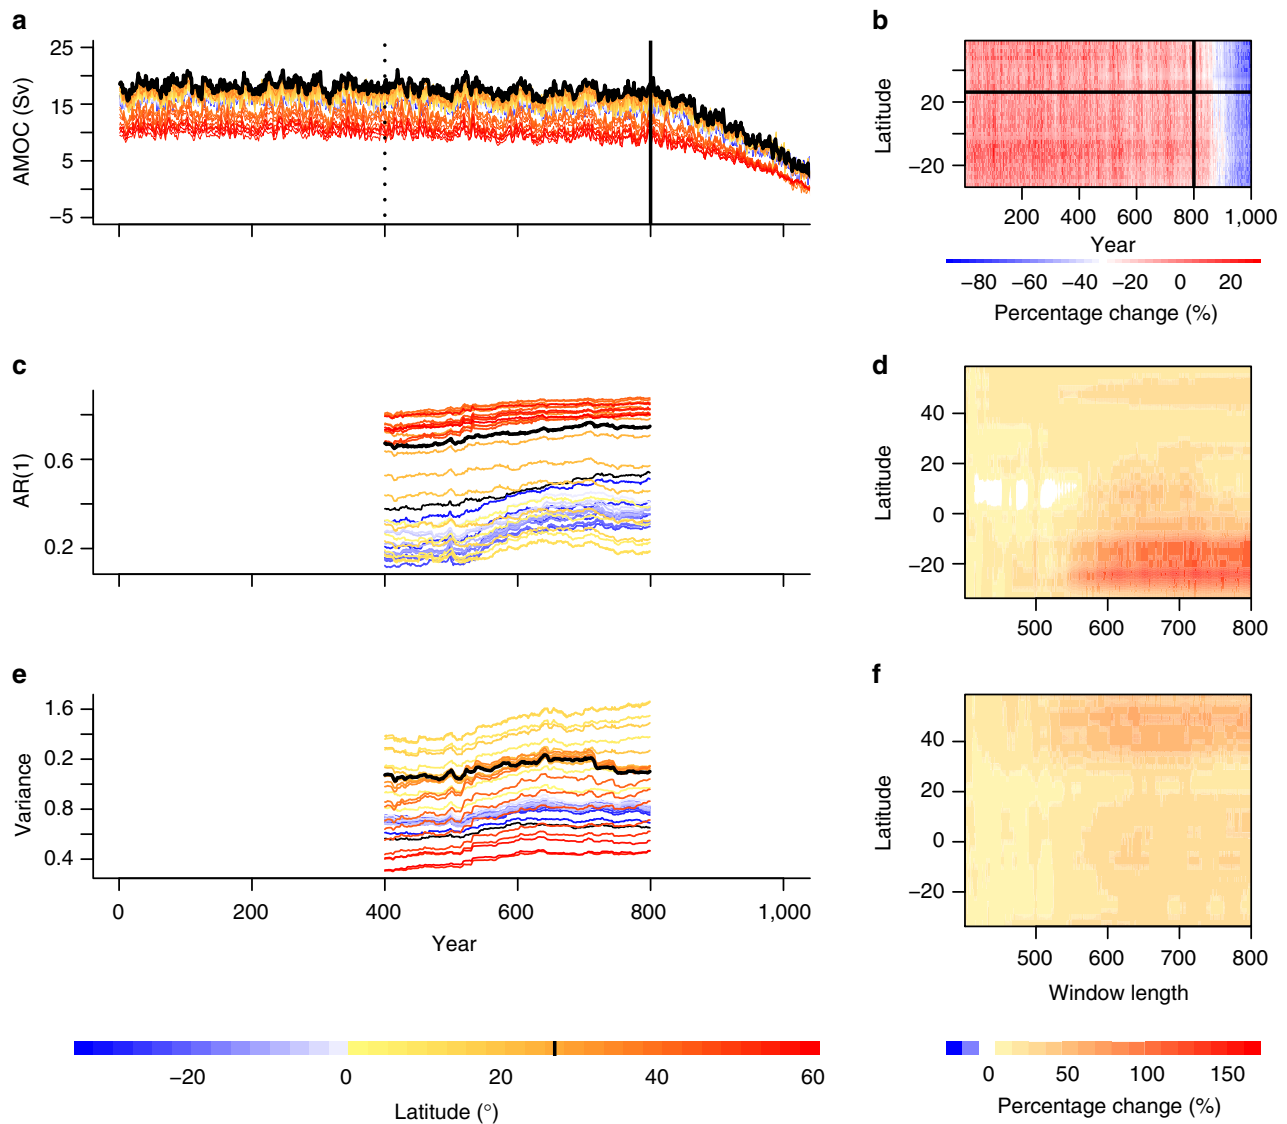 a
25
15
5
−5
AMOC (Sv)
b
20
−20
Latitude
200 400 600 800 1,000
Year
−80 −60 −40 −20 0 20
Percentage change (%)
c
0.6
0.2
AR(1)
d
40
20
0
−20
Latitude
500 600 700 800
e
1.6
0.2
0.8
0.4
Variance
0 200 400 600 800 1,000
Year
f
40
20
0
−20
Latitude
500 600 700 800
Window length
−20 0 20 40 60
Latitude (°)
0 50 100 150
Percentage change (%)